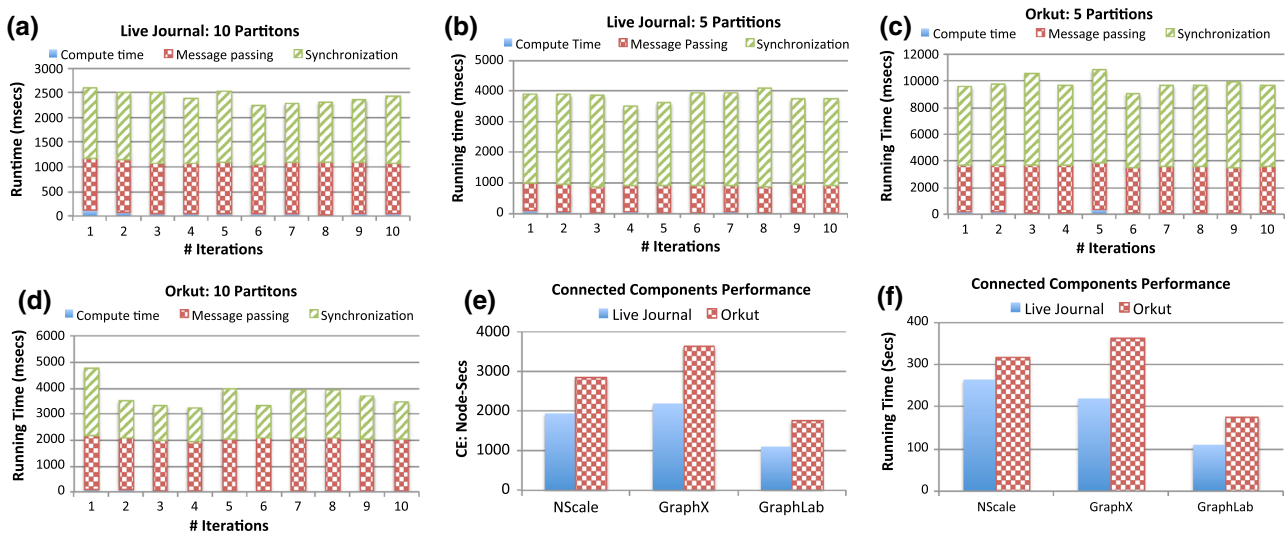 (a)
Live Journal: 10 Partitions
Compute time Message passing Synchronization
Runtime (msecs)
3000
2500
2000
1500
1000
500
0
1 2 3 4 5 6 7 8 9 10
# Iterations
(b)
Live Journal: 5 Partitions
Compute Time Message Passing Synchronization
Running time (msecs)
5000
4000
3000
2000
1000
0
1 2 3 4 5 6 7 8 9 10
# Iterations
(c)
Orkut: 5 Partitions
Compute time Message passing Synchronization
Running Time (msecs)
12000
10000
8000
6000
4000
2000
0
1 2 3 4 5 6 7 8 9 10
# Iterations
(d)
Orkut: 10 Partitons
Compute time Message passing Synchronization
Running Time (msecs)
6000
5000
4000
3000
2000
1000
0
1 2 3 4 5 6 7 8 9 10
# Iterations
(e)
Connected Components Performance
Live Journal Orkut
CE: Node-Secs
4000
3000
2000
1000
0
NScale GraphX GraphLab
(f)
Connected Components Performance
Live Journal Orkut
Running Time (Secs)
400
300
200
100
0
NScale GraphX GraphLab